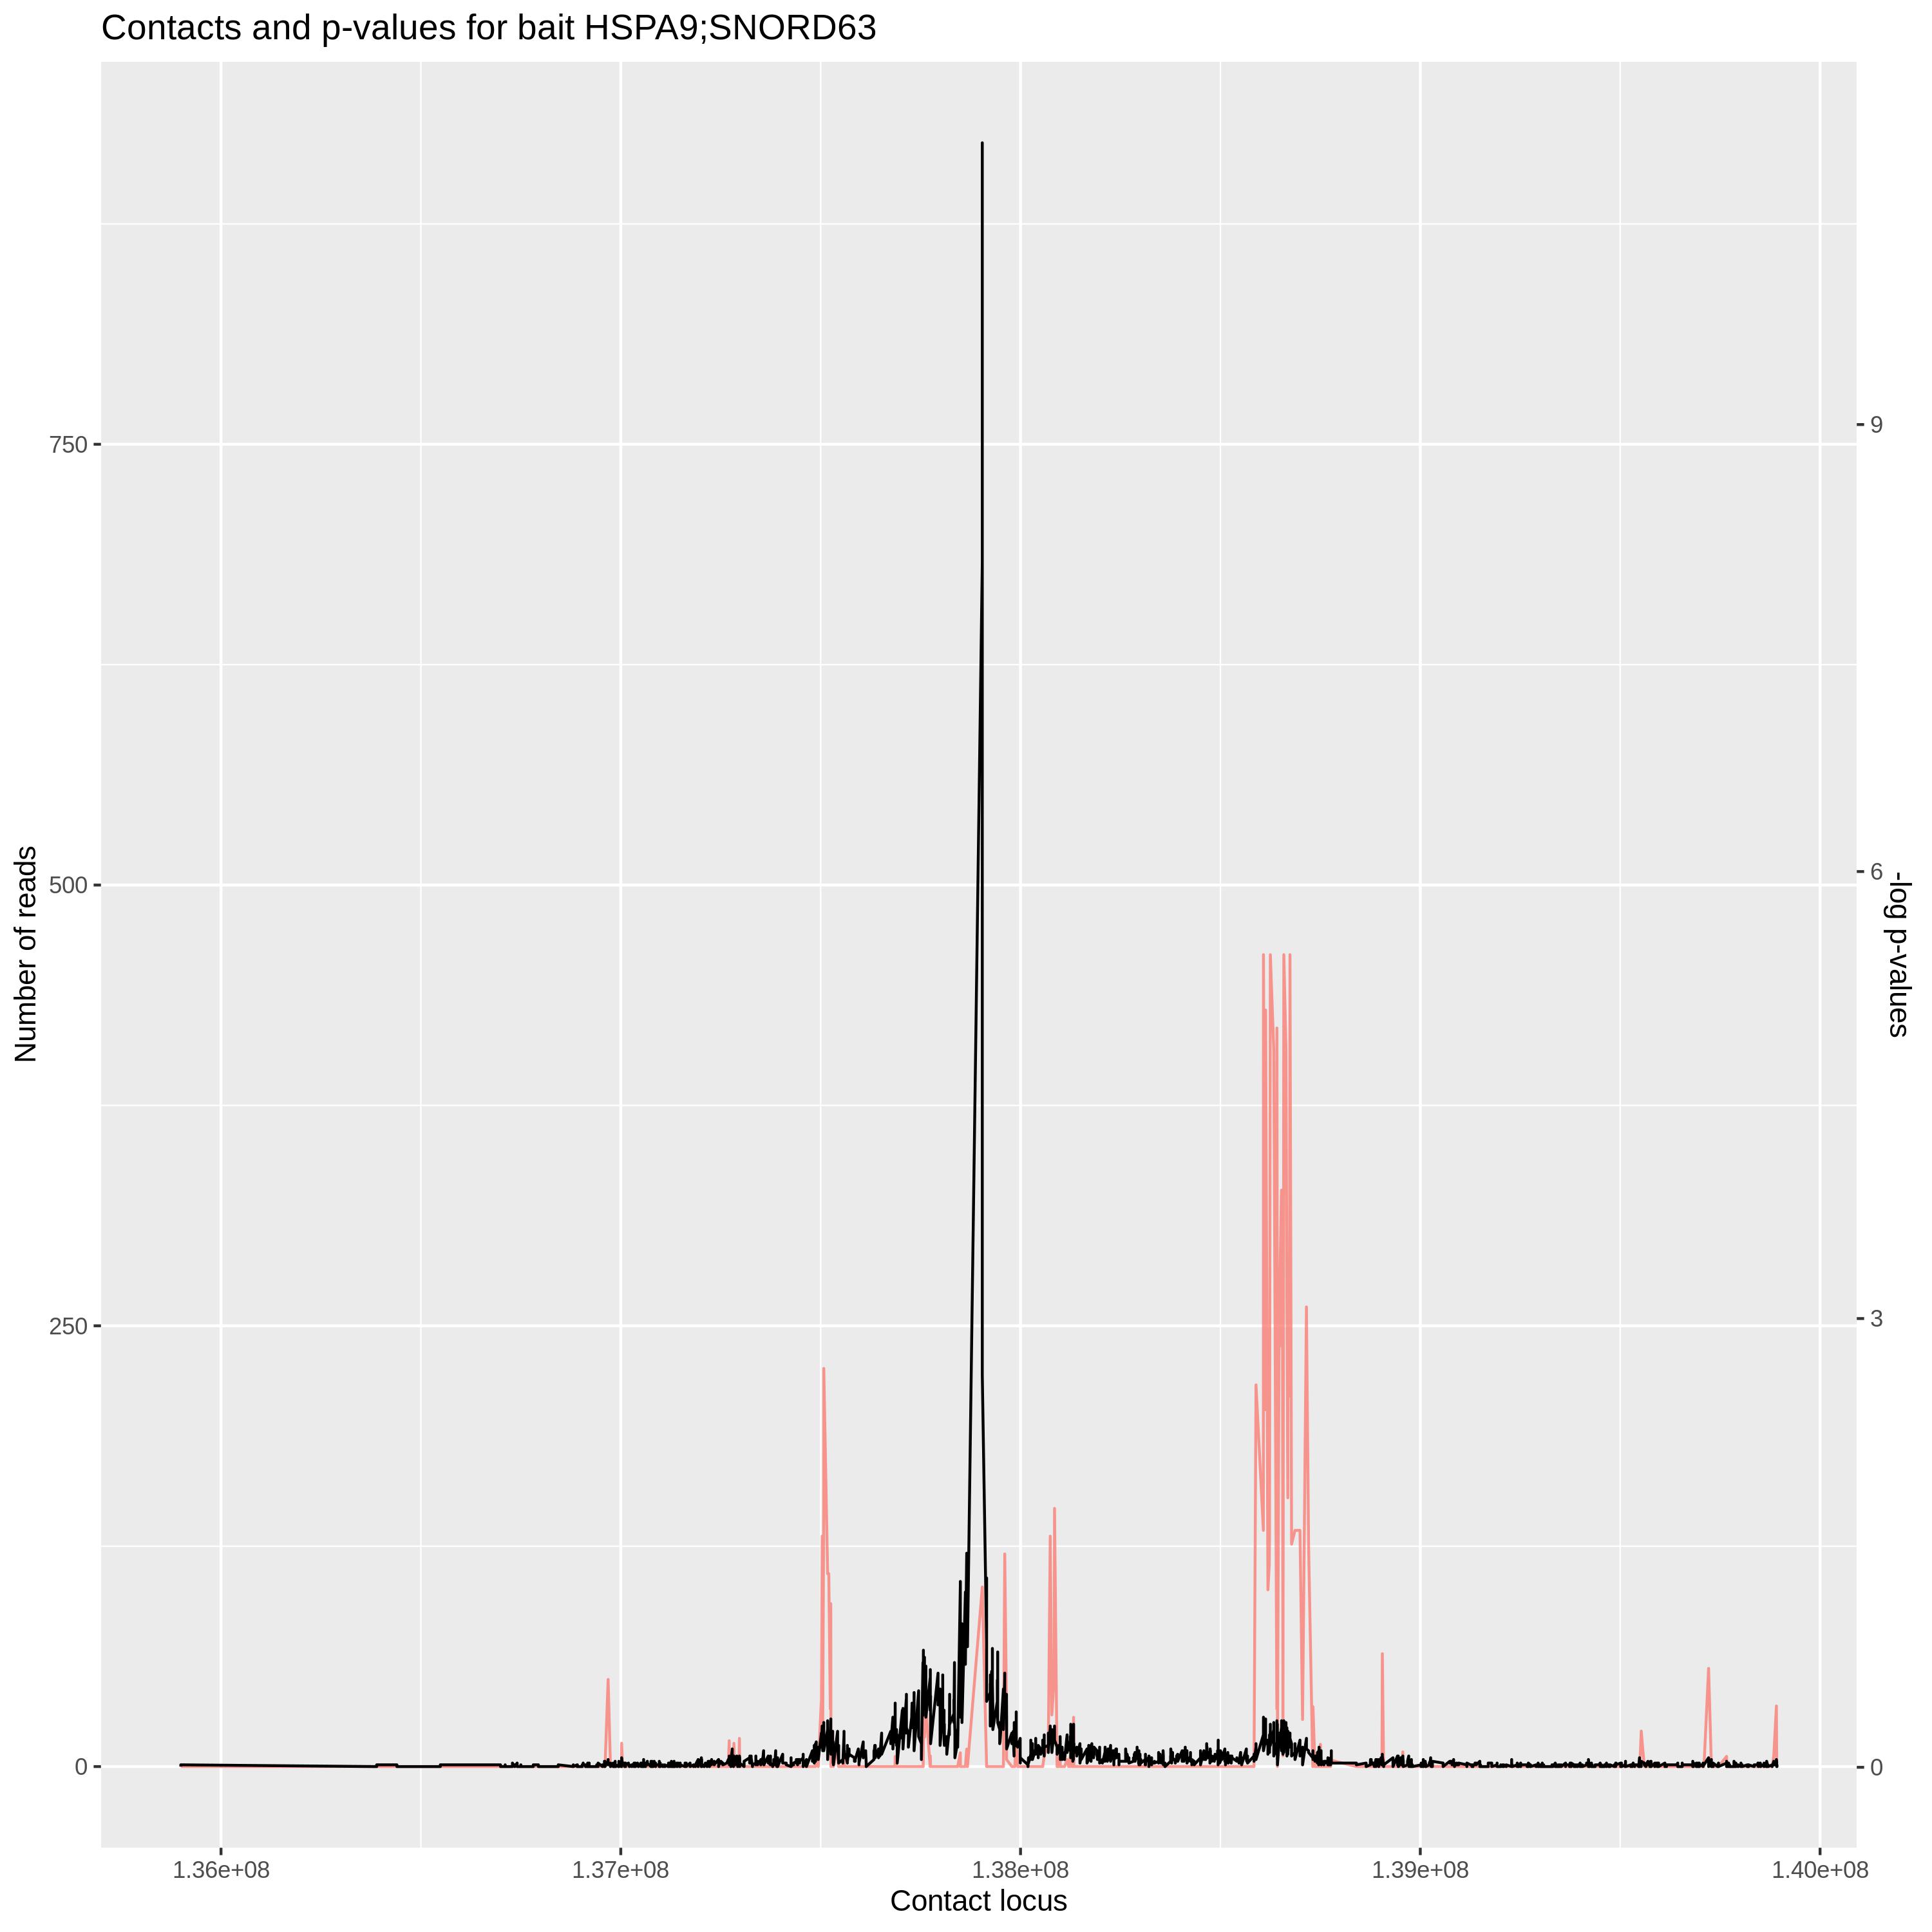 Contacts and p-values for bait HSPA9;SNORD63
Number of reads
750
500
250
0
9
6
3
0
-log p-values
1.36e+08
1.37e+08
1.38e+08
1.39e+08
1.40e+08
Contact locus